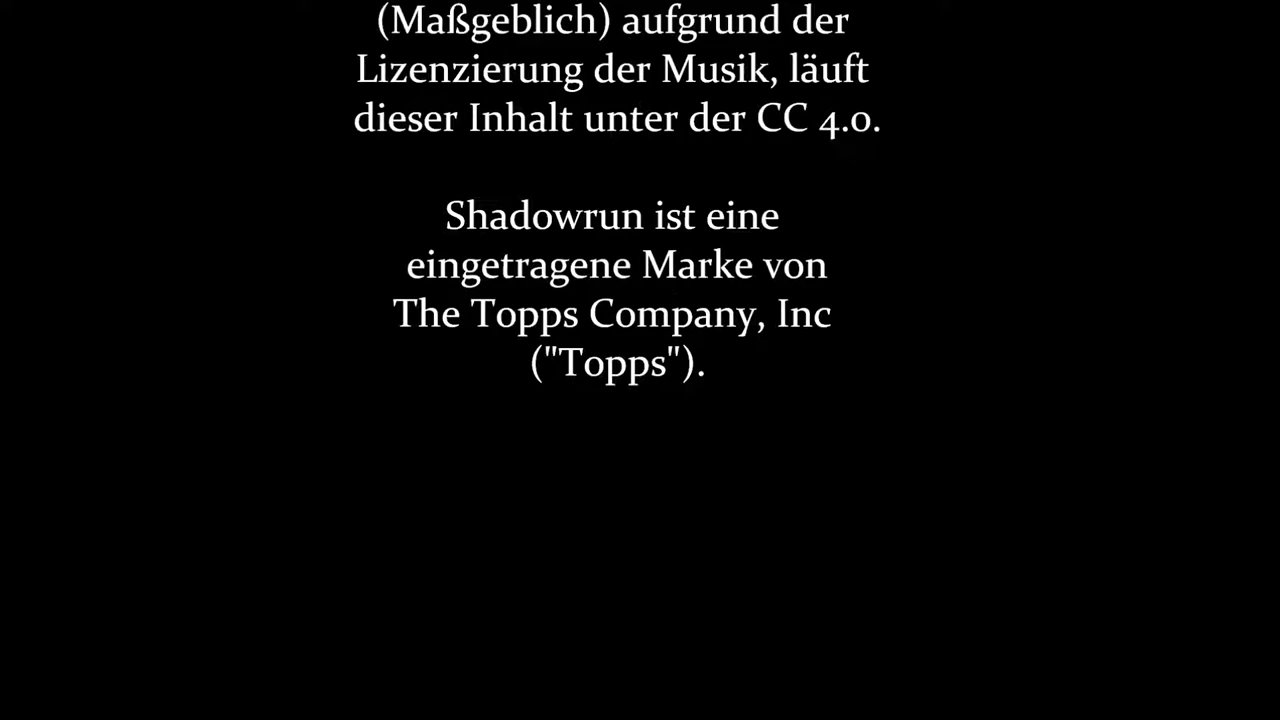 (Maßgeblich) aufgrund der
Lizenzierung der Musik, läuft
dieser Inhalt unter der CC 4.0.
Shadowrun ist eine
eingetragene Marke von
The Topps Company, Inc
("Topps").